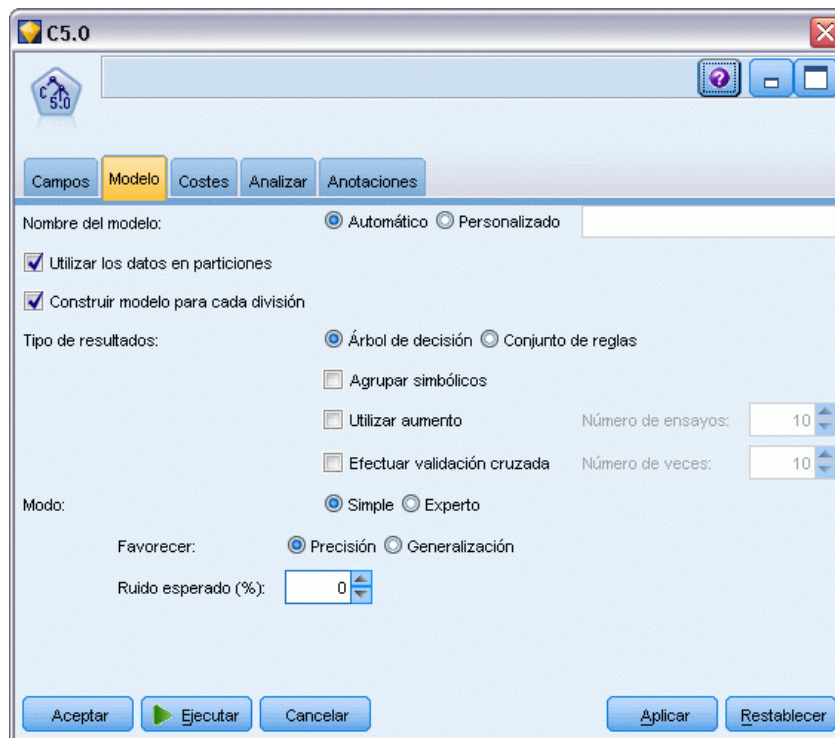 C5.0
C 5.0
Campos Modelo Costes Analizar Anotaciones
Nombre del modelo: Automático Personalizado
Utilizar los datos en particiones
Construir modelo para cada división
Tipo de resultados: Árbol de decisión Conjunto de reglas
Agrupar simbólicos
Utilizar aumento Número de ensayos: 10
Efectuar validación cruzada Número de veces: 10
Modo: Simple Experto
Favorecer: Precisión Generalización
Ruido esperado (%): 0
Aceptar Ejecutar Cancelar Aplicar Restablecer